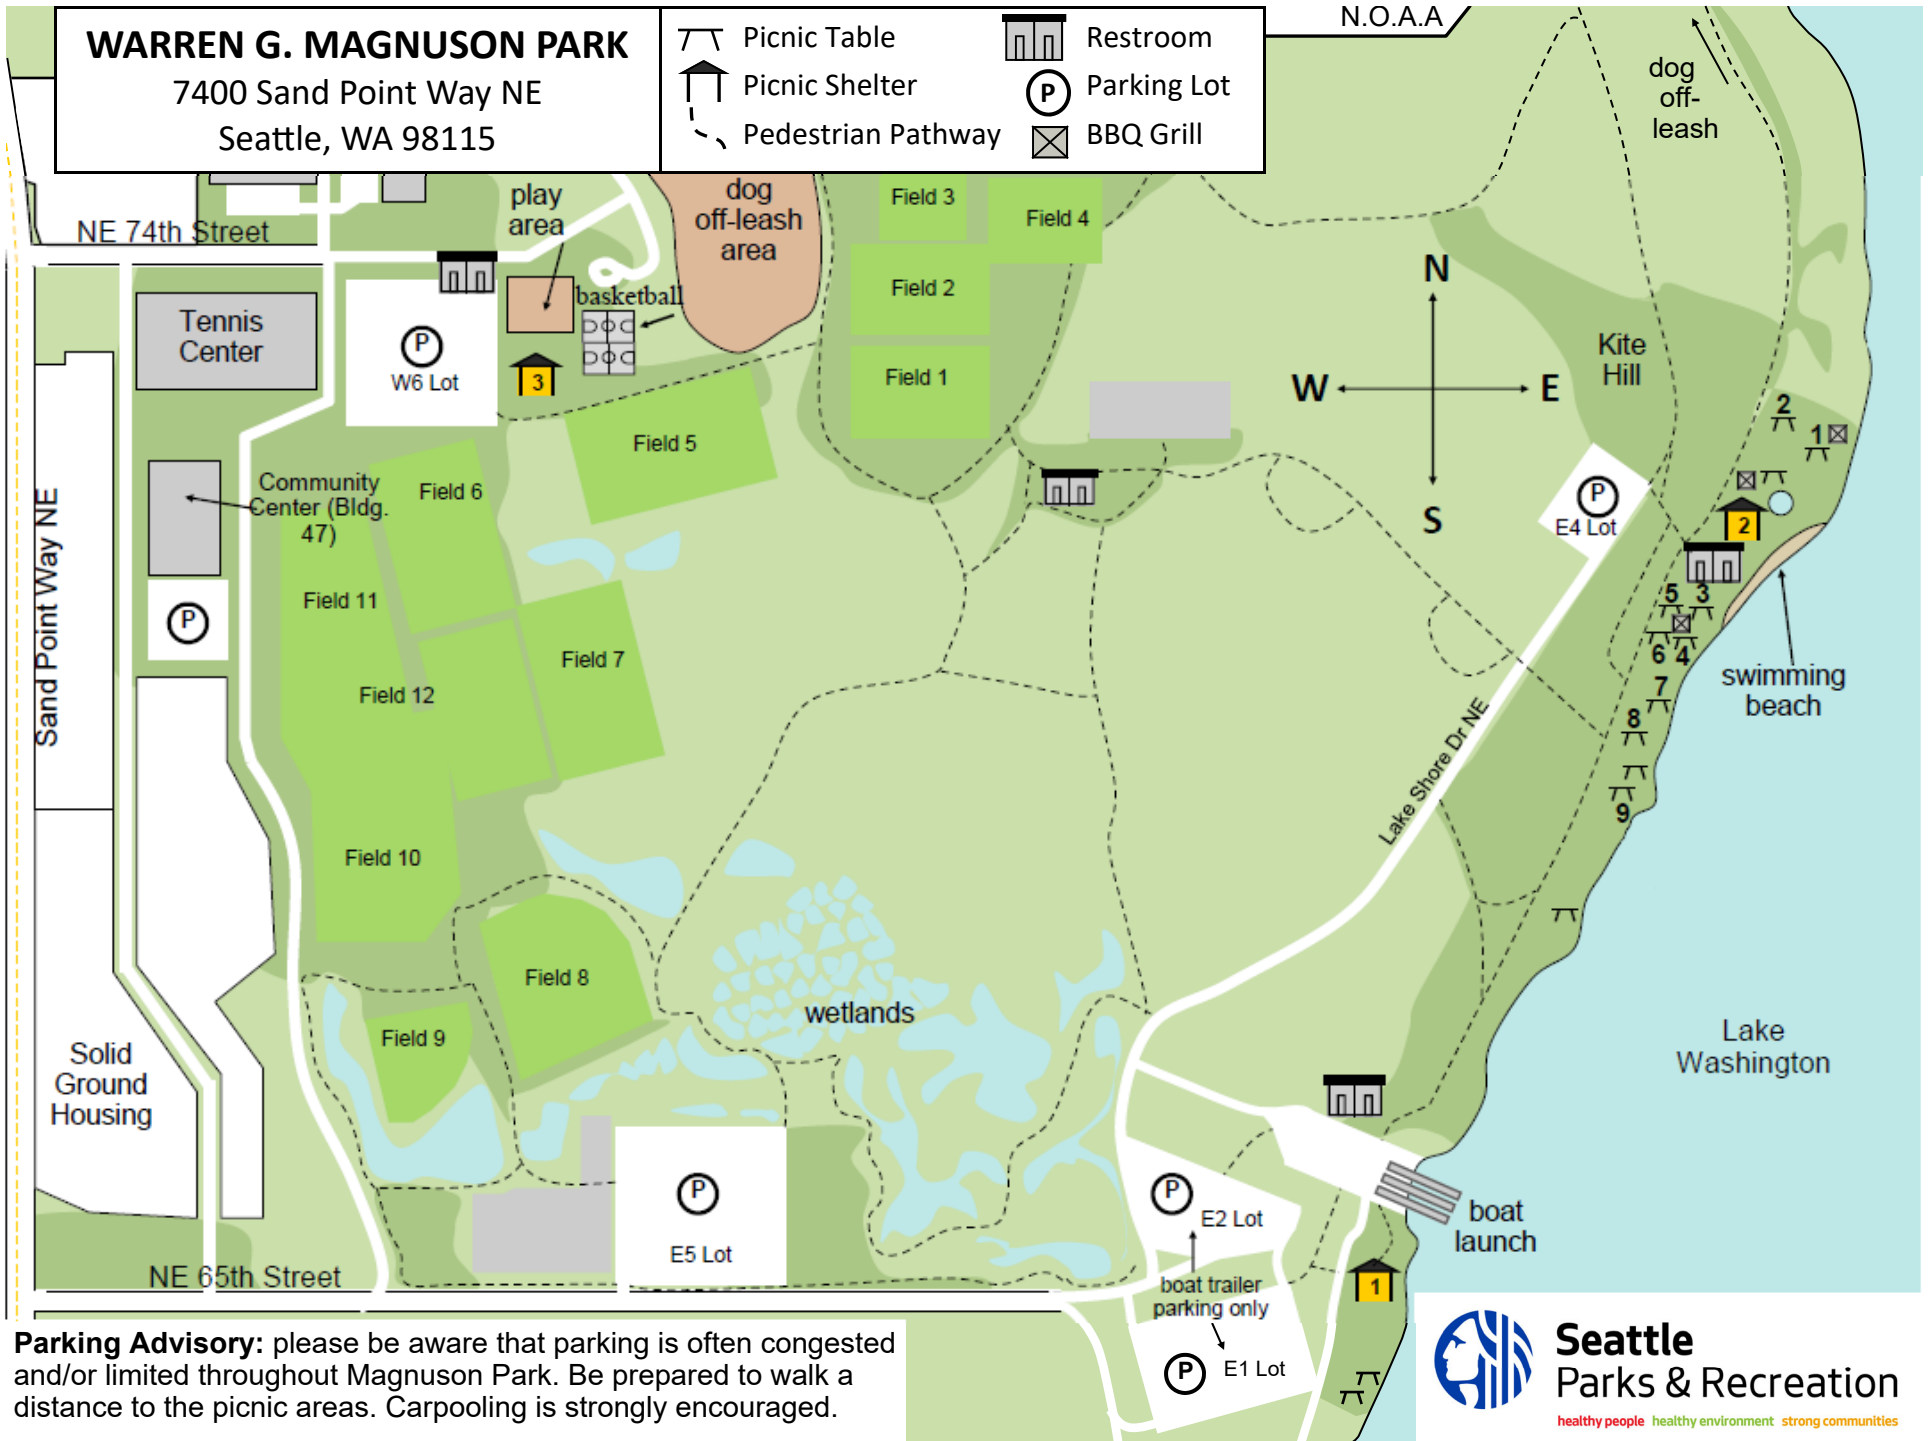 WARREN G. MAGNUSON PARK
7400 Sand Point Way NE
Seattle, WA 98115
Picnic Table
Picnic Shelter
Pedestrian Pathway
Restroom
P
Parking Lot
BBQ Grill
N.O.A.A
dog
off-
leash
play
area
dog
off-leash
area
Field 3
Field 4
NE 74th Street
Field 2
basketball
N
Tennis
Center
P
W6 Lot
3
Field 1
W
E
Kite
Hill
2
1
Field 5
Community
Center (Bldg.
47)
Field 6
P
E4 Lot
S
2
Sand Point Way NE
Field 11
P
5
3
6
4
Field 7
swimming
beach
Field 12
7
8
Lake Shore Dr NE
9
Field 10
Field 8
wetlands
Field 9
Lake
Washington
Solid
Ground
Housing
P
E5 Lot
P
E2 Lot
boat
launch
NE 65th Street
boat trailer
parking only
1
P
E1 Lot
Parking Advisory: please be aware that parking is often congested
and/or limited throughout Magnuson Park. Be prepared to walk a
distance to the picnic areas. Carpooling is strongly encouraged.
Seattle
Parks & Recreation
healthy people healthy environment strong communities